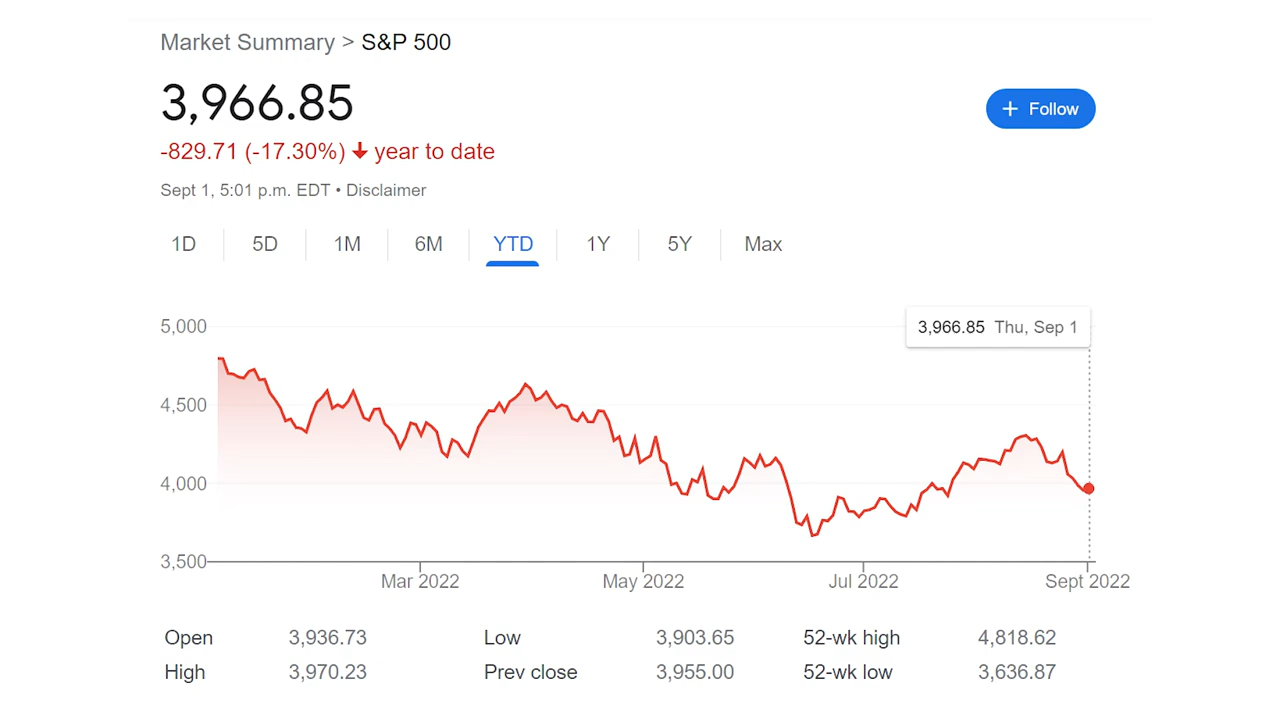 Market Summary > S&P 500
3,966.85
+ Follow
-829.71 (-17.30%) ↓ year to date
Sept 1, 5:01 p.m. EDT • Disclaimer
1D 5D 1M 6M YTD 1Y 5Y Max
5,000
3,966.85 Thu, Sep 1
4,500
4,000
3,500
Mar 2022 May 2022 Jul 2022 Sept 2022
Open 3,936.73 Low 3,903.65 52-wk high 4,818.62
High 3,970.23 Prev close 3,955.00 52-wk low 3,636.87